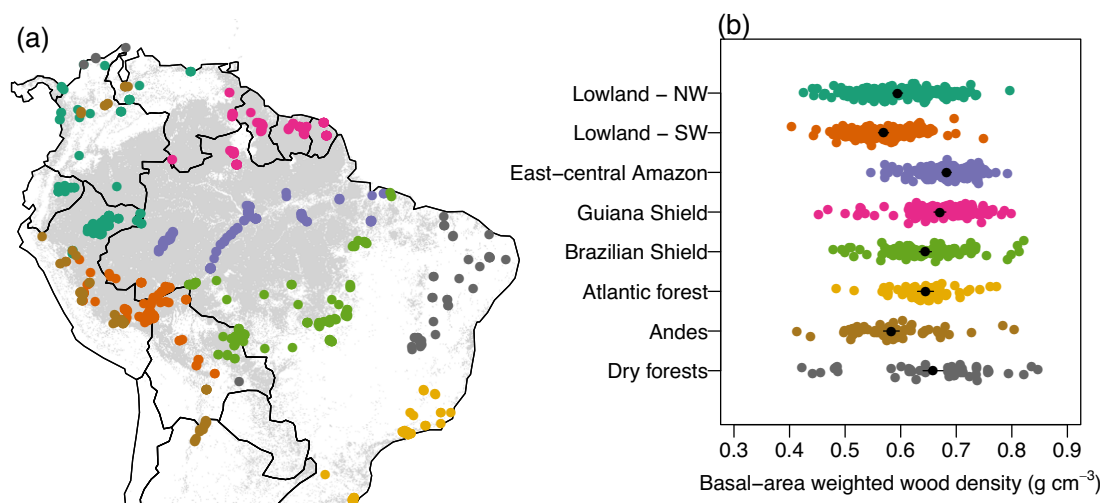 (a)
(b)
Lowland − NW
Lowland − SW
East−central Amazon
Guiana Shield
Brazilian Shield
Atlantic forest
Andes
Dry forests
0.3 0.4 0.5 0.6 0.7 0.8 0.9
Basal−area weighted wood density (g cm⁻³)